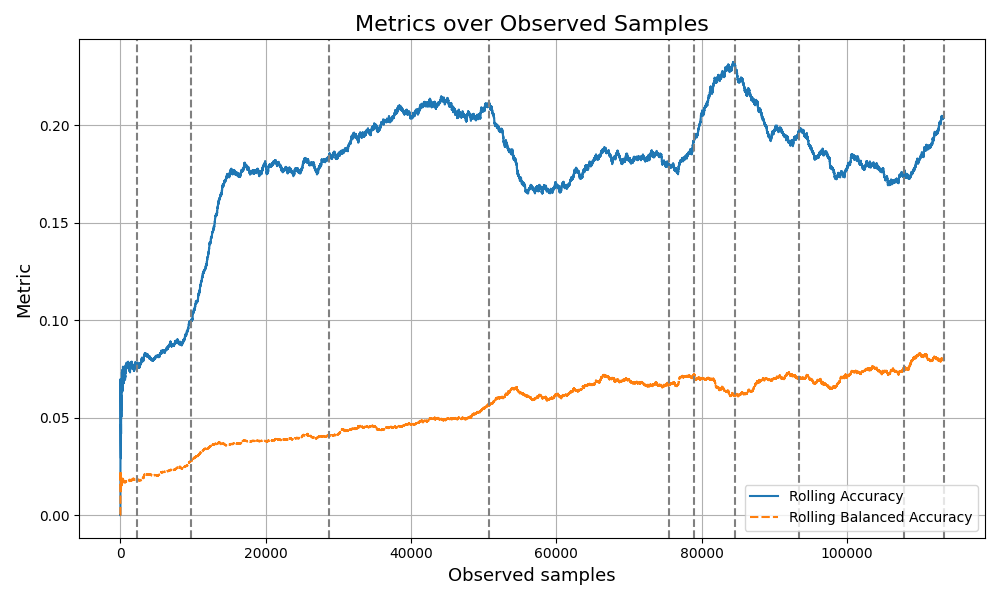 Metrics over Observed Samples
Metric
0.20
0.15
0.10
0.05
0.00
0 20000 40000 60000 80000 100000
Observed samples
Rolling Accuracy
Rolling Balanced Accuracy